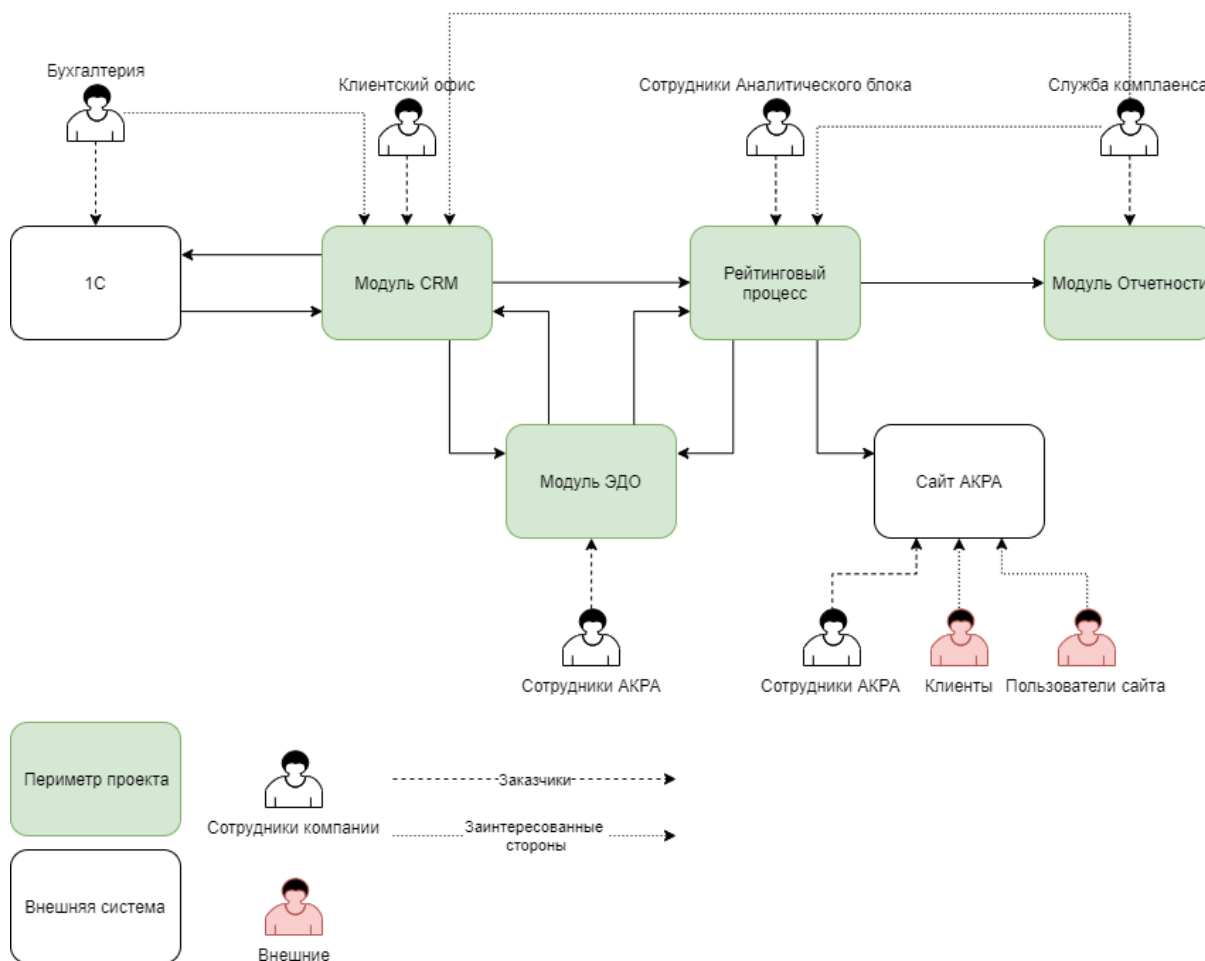 Бухгалтерия
Клиентский офис
Сотрудники Аналитического блока
Служба комплаенса
1С
Модуль CRM
Рейтинговый
процесс
Модуль Отчетности
Модуль ЭДО
Сайт АКРА
Сотрудники АКРА
Сотрудники АКРА
Клиенты
Пользователи сайта
Периметр проекта
Заказчики
Сотрудники компании
Заинтересованные
стороны
Внешняя система
Внешние